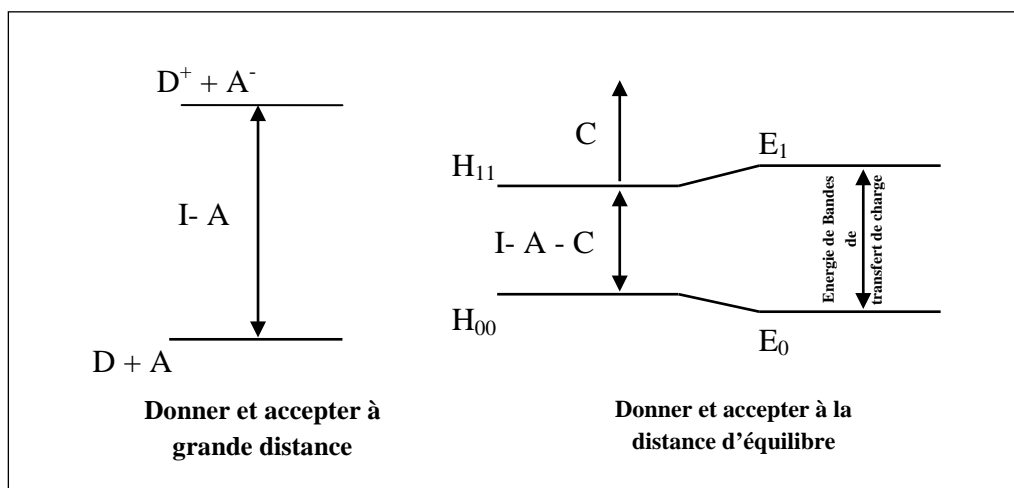 D⁺ + A⁻
I- A
D + A
Donner et accepter à
grande distance
C
H₁₁
E₁
I- A - C
H₀₀
E₀
Energie de Bandes
de
transfert de charge
Donner et accepter à la
distance d’équilibre